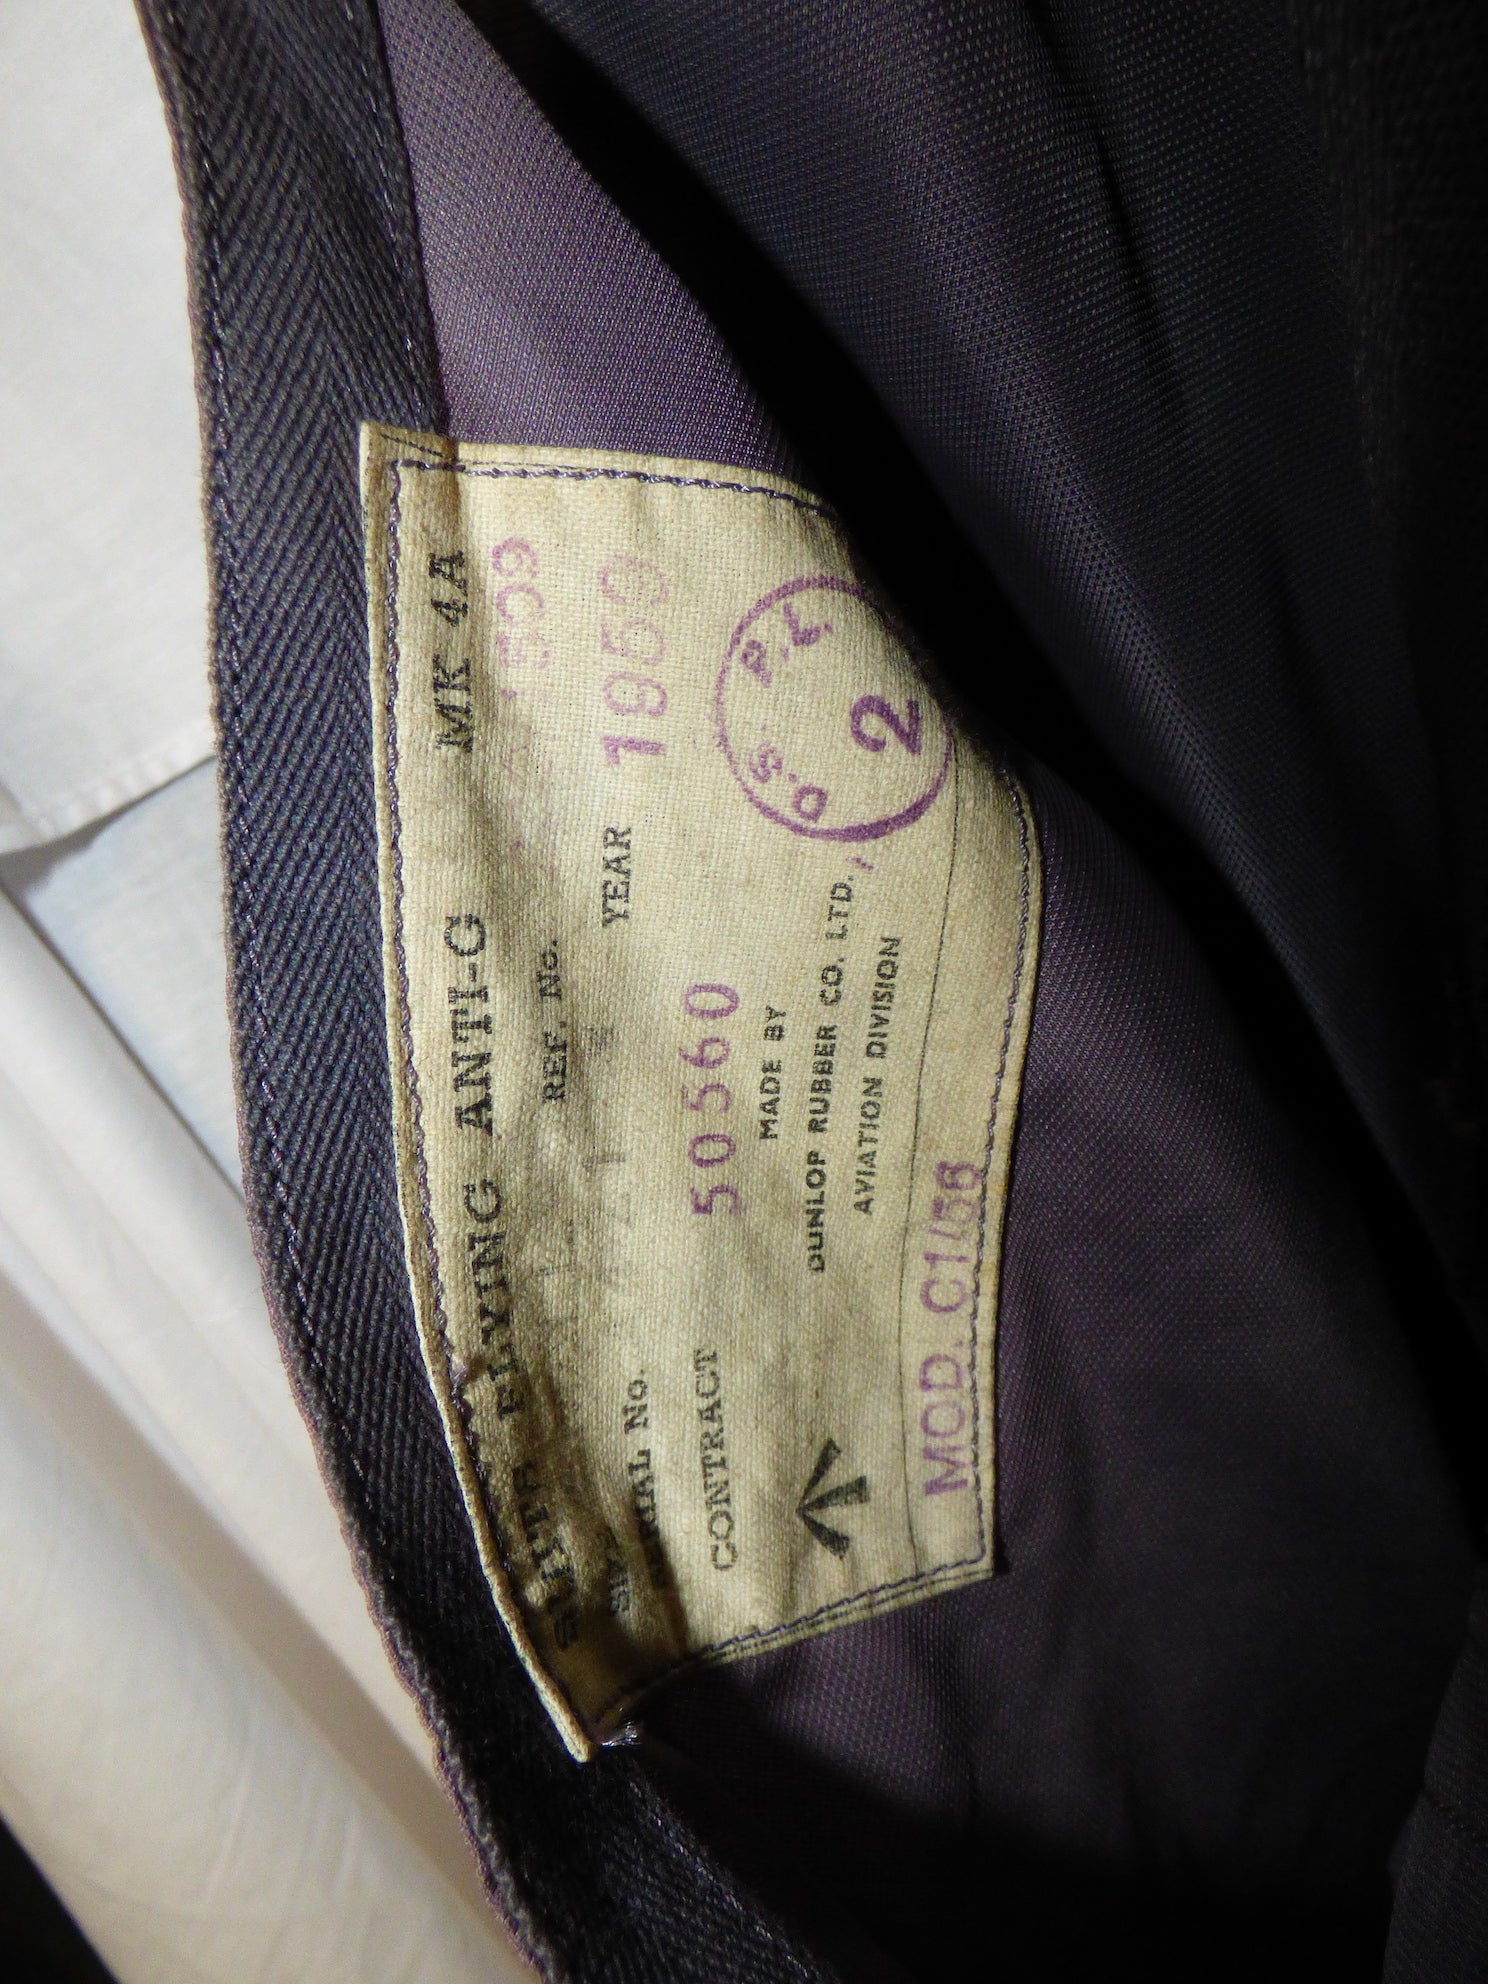 SUITS FLYING ANTI-G MK 4A
REF. No.
SIZE YEAR
SERIAL No.
CONTRACT 50560
MADE BY
DUNLOP RUBBER CO. LTD.,
AVIATION DIVISION
D.S. P.
2
MOD. C1/56